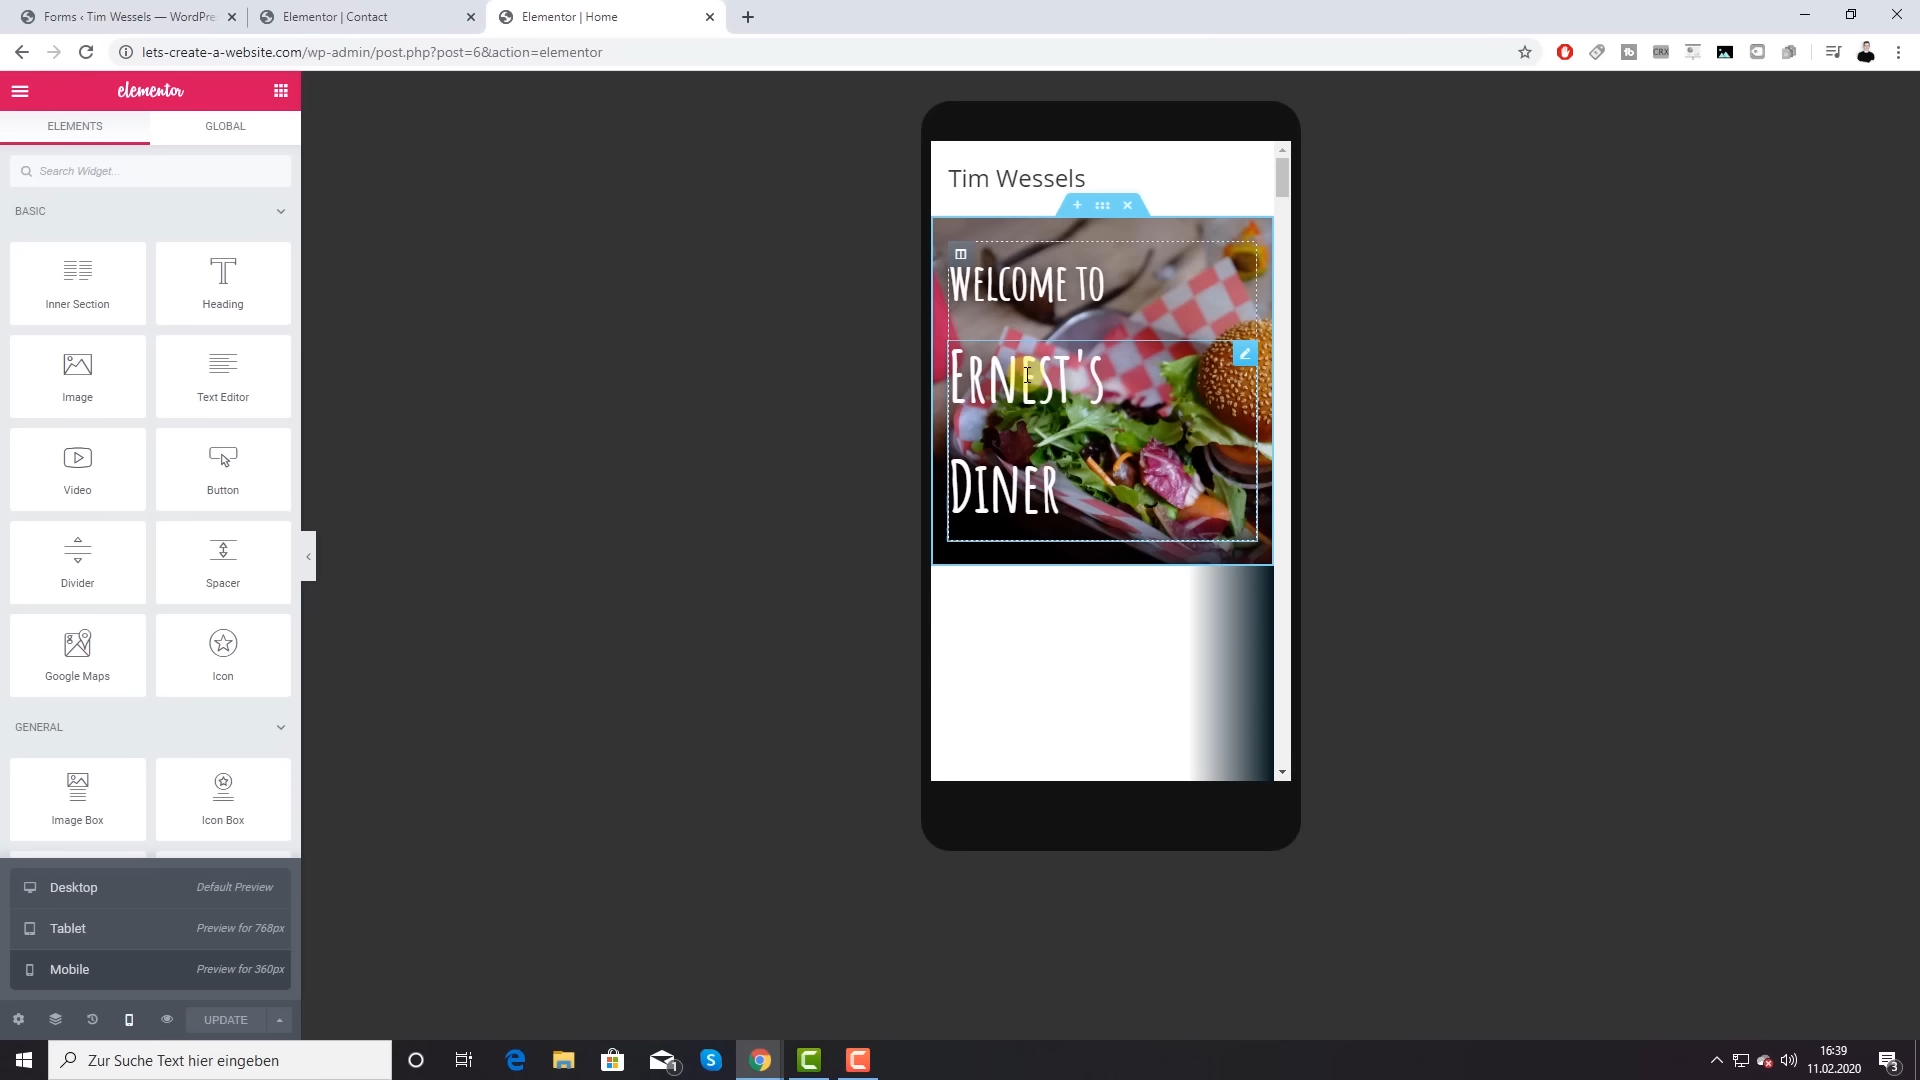 Forms ‹ Tim Wessels — WordPre
Elementor | Contact
Elementor | Home
lets-create-a-website.com/wp-admin/post.php?post=6&action=elementor
CRX
elementor
ELEMENTS
GLOBAL
Search Widget...
BASIC
Inner Section
Heading
Image
Text Editor
Video
Button
Divider
Spacer
Google Maps
Icon
GENERAL
Image Box
Icon Box
Desktop
Default Preview
Tablet
Preview for 768px
Mobile
Preview for 360px
UPDATE
Tim Wessels
WELCOME TO
ERNEST'S
DINER
Zur Suche Text hier eingeben
1
16:39
11.02.2020
3